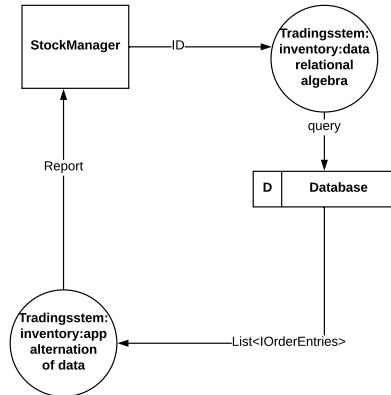 StockManager
ID
Tradingsstem:
inventory:data
relational
algebra
query
D
Database
Report
Tradingsstem:
inventory:app
alternation
of data
List<IOrderEntries>